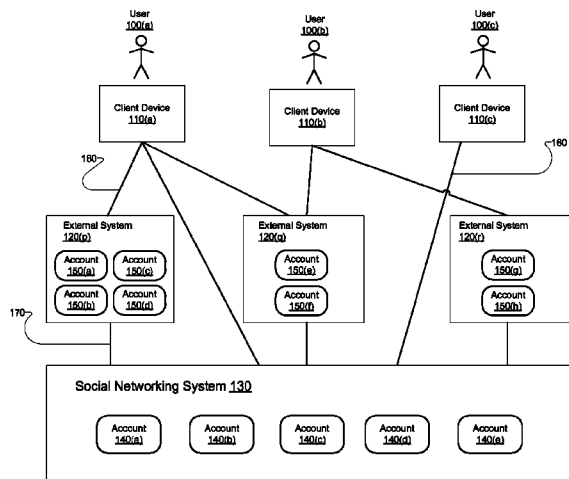 User
100(a)
User
100(b)
User
100(c)
Client Device
110(a)
Client Device
110(b)
Client Device
110(c)
160
160
External System
120(p)
Account
150(a)
Account
150(c)
Account
150(b)
Account
150(d)
External System
120(q)
Account
150(e)
Account
150(f)
External System
120(r)
Account
150(g)
Account
150(h)
170
Social Networking System 130
Account
140(a)
Account
140(b)
Account
140(c)
Account
140(d)
Account
140(e)